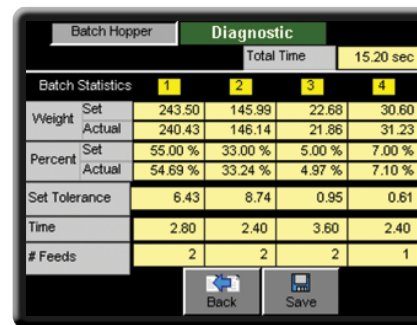 Batch Hopper Diagnostic
Total Time 15.20 sec
Batch Statistics 1 2 3 4
Weight Set 243.50 145.99 22.68 30.60
Actual 240.43 146.14 21.86 31.23
Percent Set 55.00 % 33.00 % 5.00 % 7.00 %
Actual 54.69 % 33.24 % 4.97 % 7.10 %
Set Tolerance 6.43 8.74 0.95 0.61
Time 2.80 2.40 3.60 2.40
# Feeds 2 2 2 1
Back Save